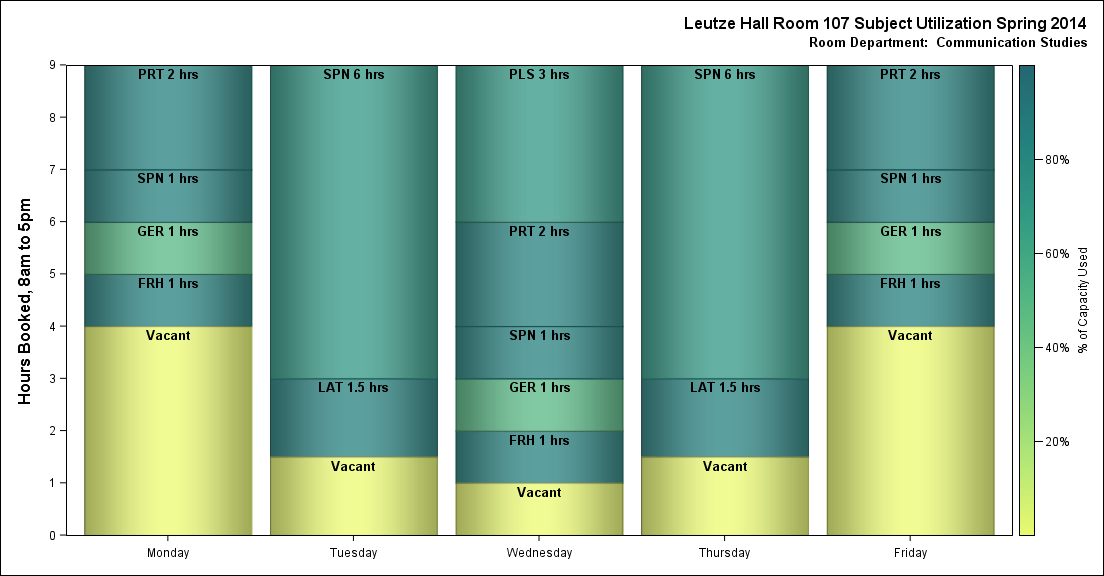 Leutze Hall Room 107 Subject Utilization Spring 2014
Room Department: Communication Studies
Hours Booked, 8am to 5pm
9
8
7
6
5
4
3
2
1
0
PRT 2 hrs
SPN 1 hrs
GER 1 hrs
FRH 1 hrs
Vacant
SPN 6 hrs
LAT 1.5 hrs
Vacant
PLS 3 hrs
PRT 2 hrs
SPN 1 hrs
GER 1 hrs
FRH 1 hrs
Vacant
SPN 6 hrs
LAT 1.5 hrs
Vacant
PRT 2 hrs
SPN 1 hrs
GER 1 hrs
FRH 1 hrs
Vacant
Monday
Tuesday
Wednesday
Thursday
Friday
80%
60%
40%
20%
% of Capacity Used